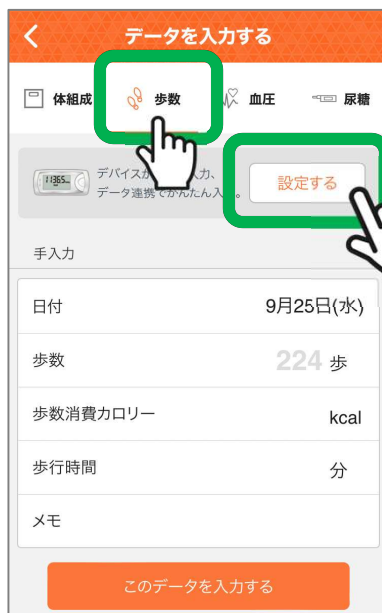 データを入力する
体組成 歩数 血圧 尿糖
11365
デバイスか 力、
データ連携でかんたん入 。
設定する
手入力
日付 9月25日(水)
歩数 224 歩
歩数消費カロリー kcal
歩行時間 分
メモ
このデータを入力する